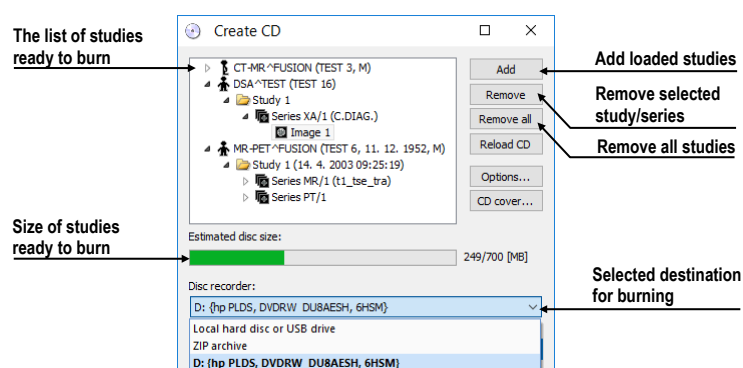 Create CD
The list of studies
ready to burn
CT-MR^FUSION (TEST 3, M)
DSA^TEST (TEST 16)
Study 1
Series XA/1 (C.DIAG.)
Image 1
MR-PET^FUSION (TEST 6, 11. 12. 1952, M)
Study 1 (14. 4. 2003 09:25:19)
Series MR/1 (t1_tse_tra)
Series PT/1
Add
Remove
Remove all
Reload CD
Options...
CD cover...
Add loaded studies
Remove selected
study/series
Remove all studies
Size of studies
ready to burn
Estimated disc size:
249/700 [MB]
Disc recorder:
D: {hp PLDS, DVDRW DU8AESH, 6HSM}
Selected destination
for burning
Local hard disc or USB drive
ZIP archive
D: {hp PLDS, DVDRW DU8AESH, 6HSM}